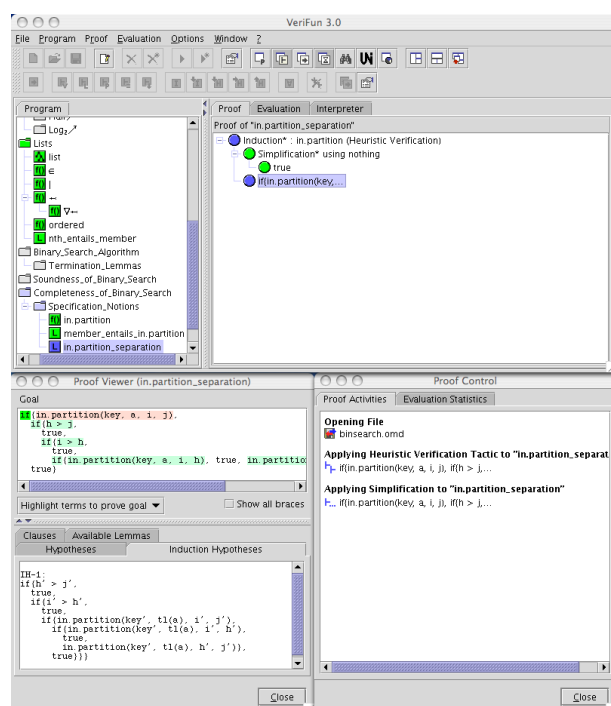 VeriFun 3.0
File Program Proof Evaluation Options Window ?
Program
Log₂↗
Lists
list
f() ∈
f() |
f()
f()
f() ordered
L nth_entails_member
Binary_Search_Algorithm
Termination_Lemmas
Soundness_of_Binary_Search
Completeness_of_Binary_Search
Specification_Notions
f() in.partition
L member_entails_in.partition
L in.partition_separation
Proof Evaluation Interpreter
Proof of "in.partition_separation"
Induction* : in.partition (Heuristic Verification)
Simplification* using nothing
true
if(in.partition(key,...
Proof Viewer (in.partition_separation)
Goal
if(in.partition(key, a, i, j),
if(h > j,
true,
if(i > h,
true,
if(in.partition(key, a, i, h), true, in.partitio
true)
Highlight terms to prove goal ▼ Show all braces
Clauses Available Lemmas
Hypotheses Induction Hypotheses
IH-1:
if(h' > j',
true,
if(i' > h',
true,
if(in.partition(key', tl(a), i', j'),
if(in.partition(key', tl(a), i', h'),
true,
in.partition(key', tl(a), h', j')),
true)))
Close
Proof Control
Proof Activities Evaluation Statistics
Opening File
binsearch.omd
Applying Heuristic Verification Tactic to "in.partition_separat
if(in.partition(key, a, i, j), if(h > j,...
Applying Simplification to "in.partition_separation"
if(in.partition(key, a, i, j), if(h > j,...
Close